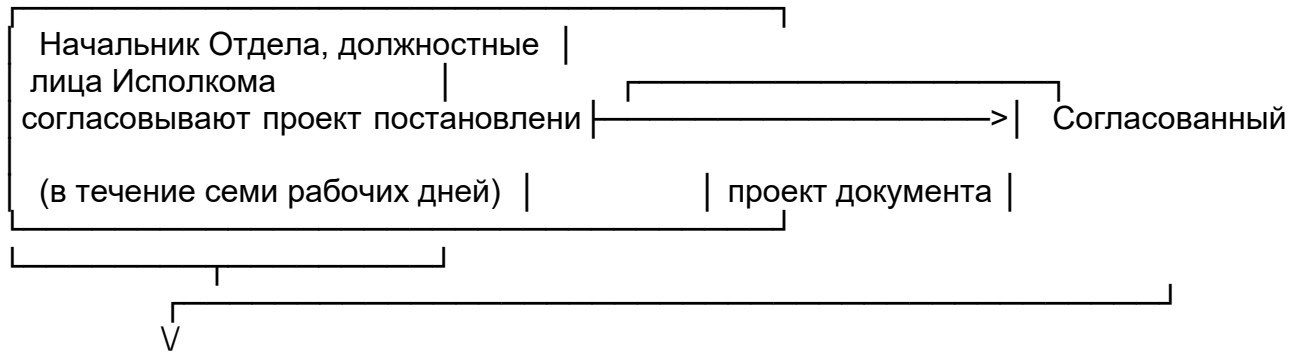 Начальник Отдела, должностные
лица Исполкома
согласовывают проект постановлени Согласованный
(в течение семи рабочих дней) проект документа